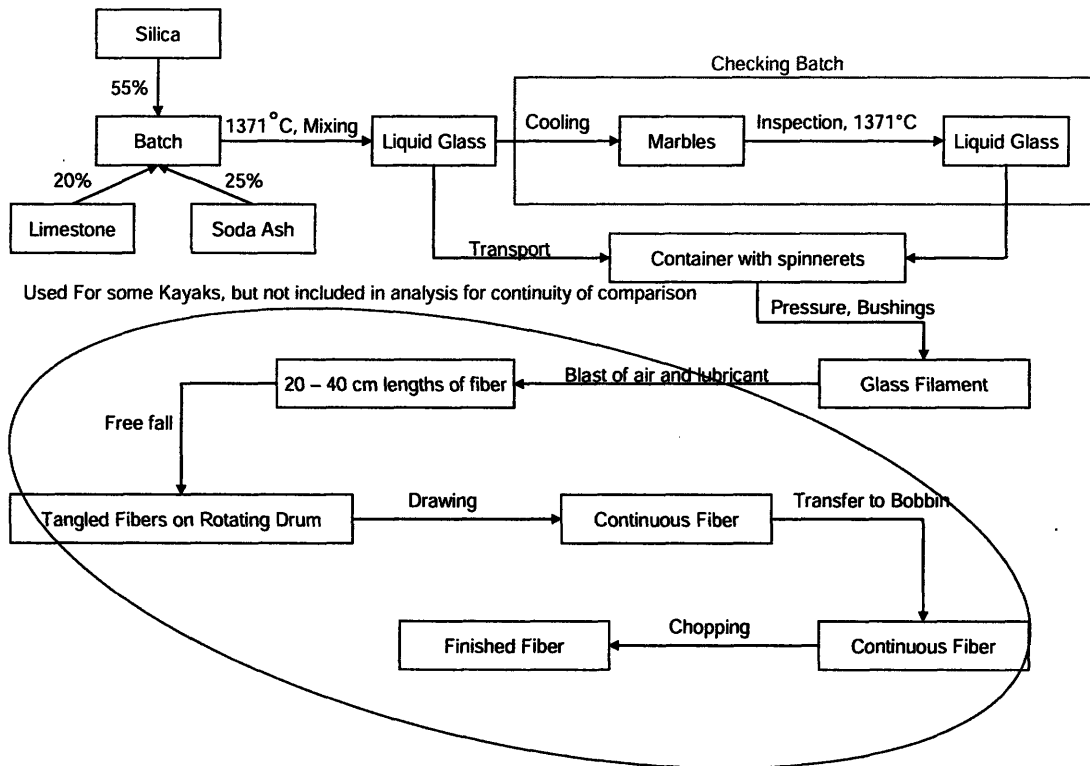 Silica
Checking Batch
55%
Batch
1371°C, Mixing
Liquid Glass
Cooling
Marbles
Inspection, 1371°C
Liquid Glass
20%
25%
Limestone
Soda Ash
Transport
Container with spinnerets
Used For some Kayaks, but not included in analysis for continuity of comparison
Pressure, Bushings
20 – 40 cm lengths of fiber
Blast of air and lubricant
Glass Filament
Free fall
Tangled Fibers on Rotating Drum
Drawing
Continuous Fiber
Transfer to Bobbin
Finished Fiber
Chopping
Continuous Fiber